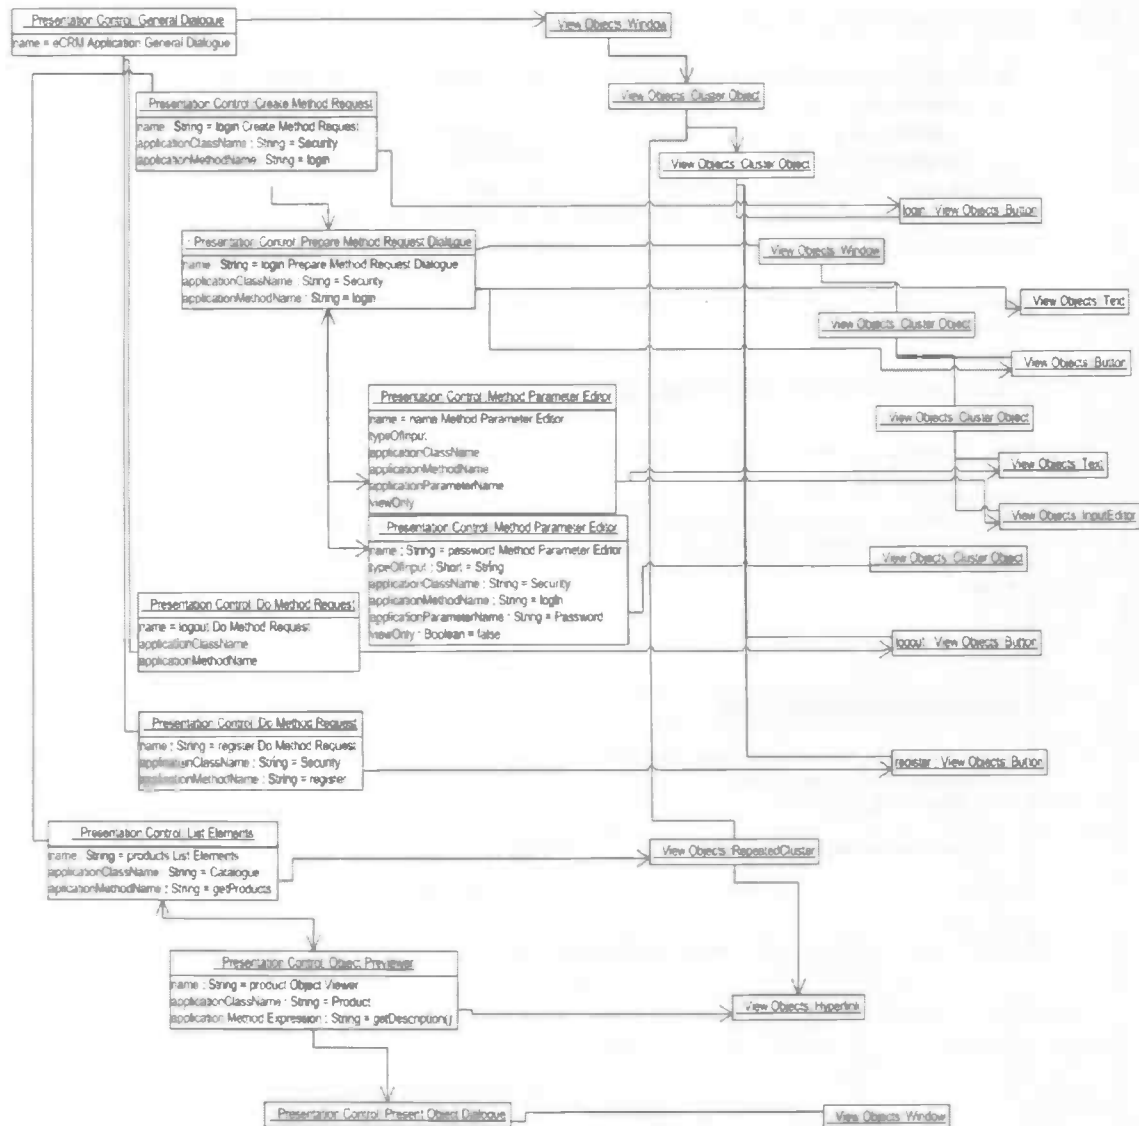 Presentation Control: General Dialogue
name = eCRM Application General Dialogue
View Objects: Window
View Objects: Cluster Object
Presentation Control: Create Method Request
name : String = login Create Method Request
applicationClassName : String = Security
applicationMethodName : String = login
View Objects: Cluster Object
login : View Objects: Button
: Presentation Control: Prepare Method Request Dialogue
name : String = login Prepare Method Request Dialogue
applicationClassName : String = Security
applicationMethodName : String = login
View Objects: Window
View Objects: Text
View Objects: Cluster Object
View Objects: Button
Presentation Control: Method Parameter Editor
name = name Method Parameter Editor
typeOfInput
applicationClassName
applicationMethodName
applicationParameterName
viewOnly
View Objects: Cluster Object
View Objects: Text
View Objects: InputEditor
Presentation Control: Method Parameter Editor
name : String = password Method Parameter Editor
typeOfInput : Short = String
applicationClassName : String = Security
applicationMethodName : String = login
applicationParameterName : String = Password
viewOnly : Boolean = false
View Objects: Cluster Object
Presentation Control: Do Method Request
name = logout Do Method Request
applicationClassName
applicationMethodName
logout : View Objects: Button
Presentation Control: Do Method Request
name : String = register Do Method Request
applicationClassName : String = Security
applicationMethodName : String = register
register : View Objects: Button
Presentation Control: List Elements
name : String = products List Elements
applicationClassName : String = Catalogue
aplicationMethodName : String = getProducts
View Objects: RepeatedCluster
Presentation Control: Object Previewer
name : String = product Object Viewer
applicationClassName : String = Product
application Method Expression : String = getDescription()
View Objects: Hyperlink
Presentation Control: Present Object Dialogue
View Objects: Window